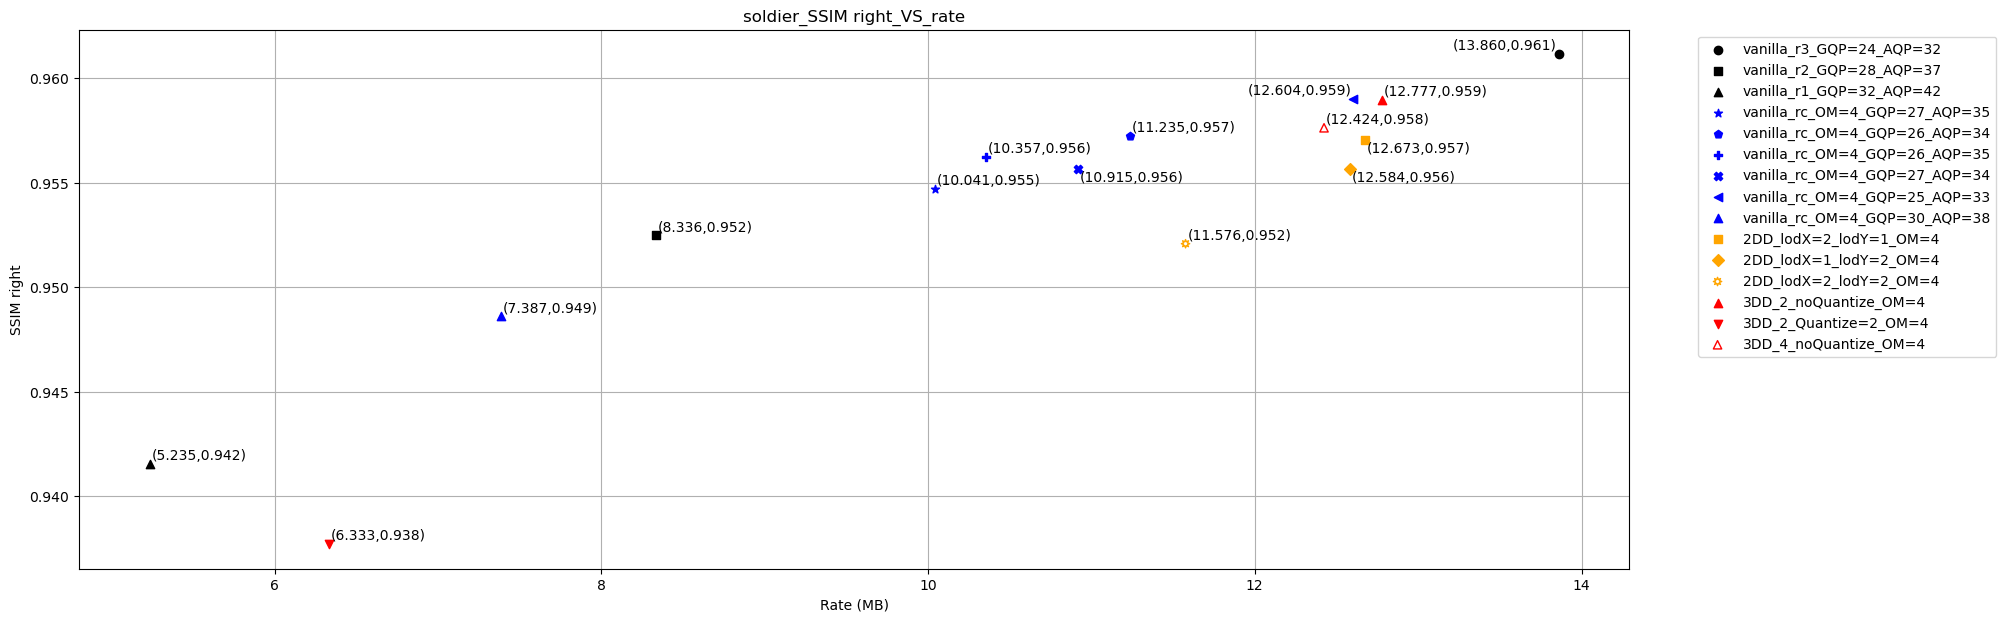 soldier_SSIM right_VS_rate
(13.860,0.961)
(12.604,0.959)
(12.777,0.959)
(12.424,0.958)
(11.235,0.957)
(12.673,0.957)
(10.357,0.956)
(10.915,0.956)
(12.584,0.956)
(10.041,0.955)
(8.336,0.952)
(11.576,0.952)
(7.387,0.949)
(5.235,0.942)
(6.333,0.938)
SSIM right
0.960
0.955
0.950
0.945
0.940
6
8
10
12
14
Rate (MB)
vanilla_r3_GQP=24_AQP=32
vanilla_r2_GQP=28_AQP=37
vanilla_r1_GQP=32_AQP=42
vanilla_rc_OM=4_GQP=27_AQP=35
vanilla_rc_OM=4_GQP=26_AQP=34
vanilla_rc_OM=4_GQP=26_AQP=35
vanilla_rc_OM=4_GQP=27_AQP=34
vanilla_rc_OM=4_GQP=25_AQP=33
vanilla_rc_OM=4_GQP=30_AQP=38
2DD_lodX=2_lodY=1_OM=4
2DD_lodX=1_lodY=2_OM=4
2DD_lodX=2_lodY=2_OM=4
3DD_2_noQuantize_OM=4
3DD_2_Quantize=2_OM=4
3DD_4_noQuantize_OM=4